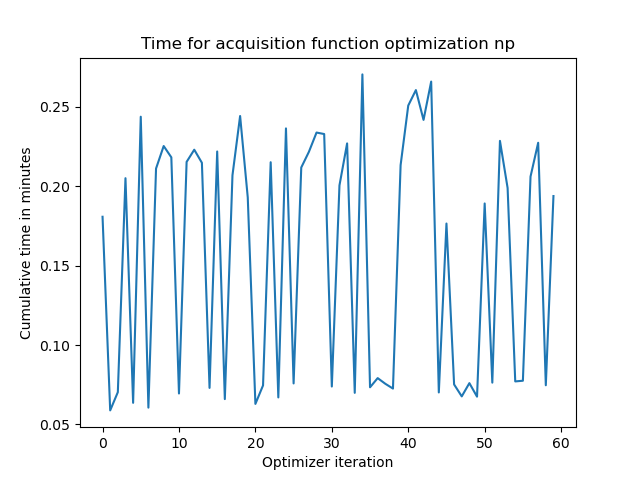 Time for acquisition function optimization np
Cumulative time in minutes
0.25
0.20
0.15
0.10
0.05
0 10 20 30 40 50 60
Optimizer iteration